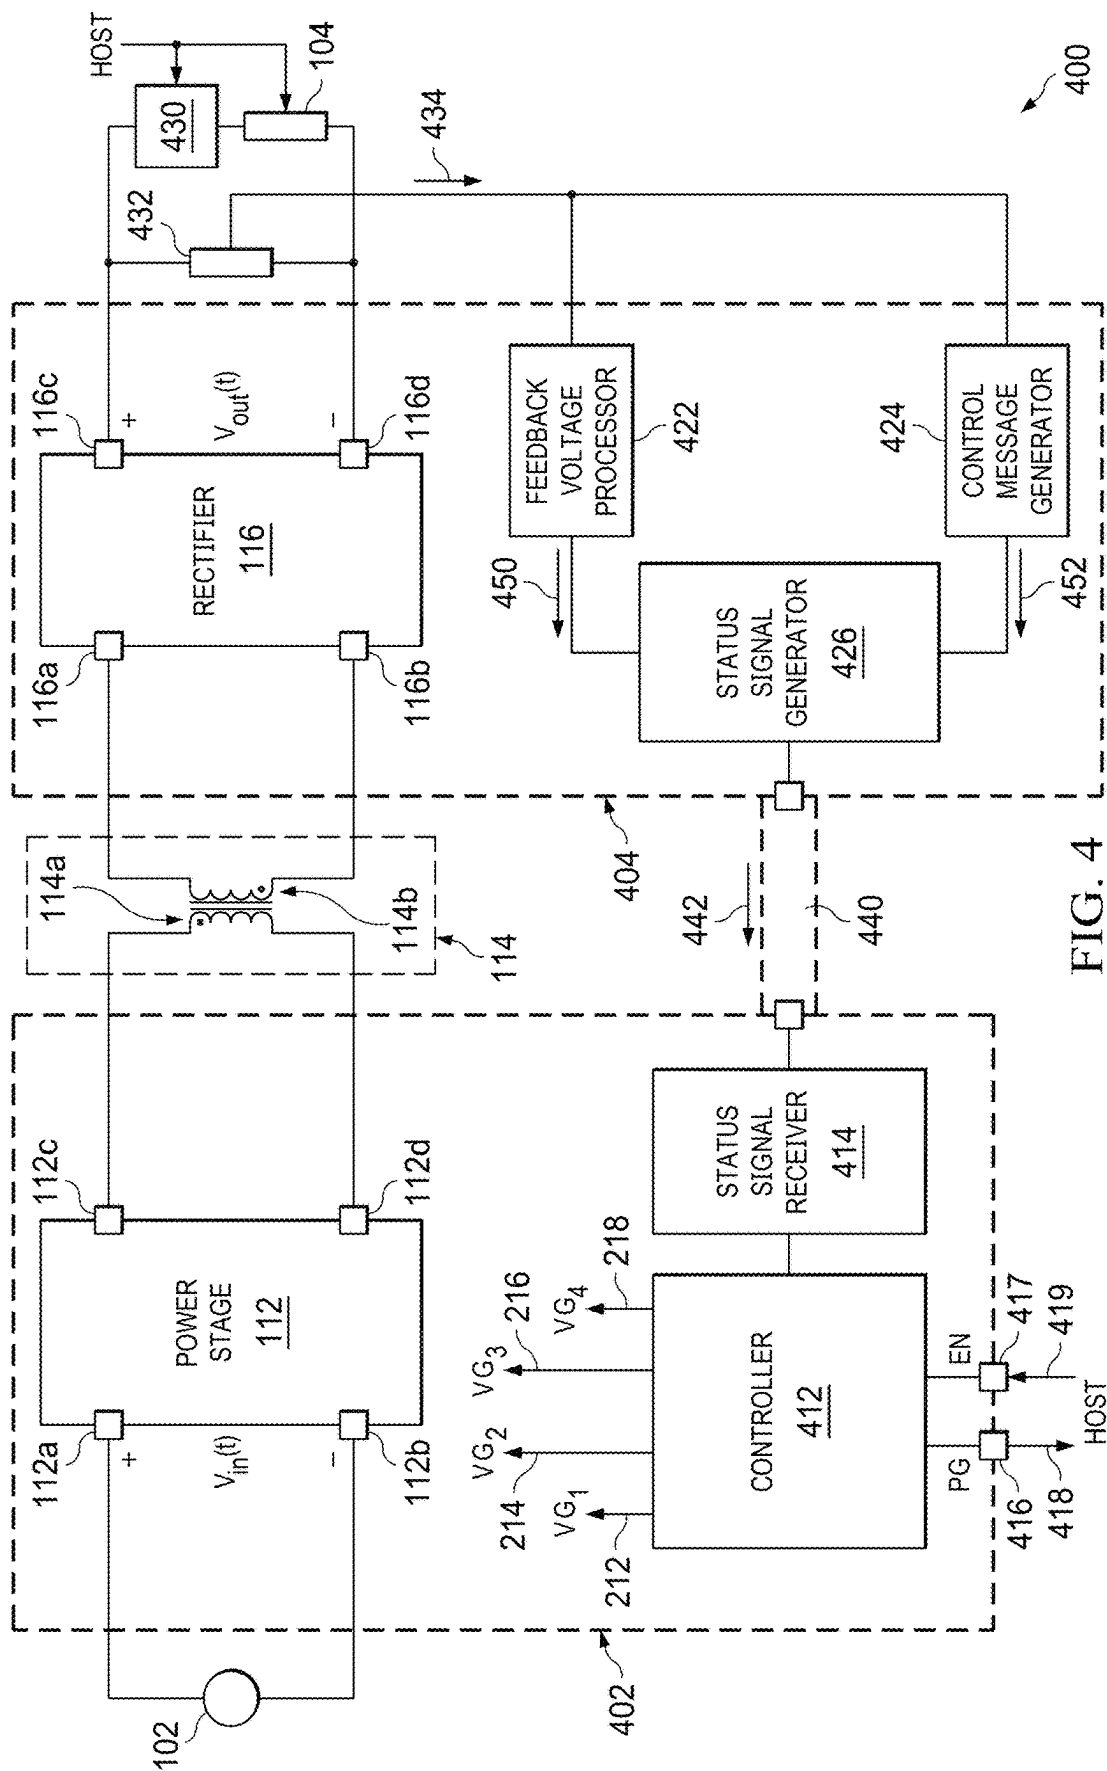 HOST
430
104
432
434
400
116c
+
Vout(t)
−
116d
RECTIFIER
116
116a
116b
FEEDBACK
VOLTAGE
PROCESSOR
422
CONTROL
MESSAGE
GENERATOR
424
450
452
STATUS
SIGNAL
GENERATOR
426
404
114a
114b
114
442
440
112c
112d
POWER
STAGE
112
112a
112b
+
Vin(t)
−
102
STATUS
SIGNAL
RECEIVER
414
VG1
212
VG2
214
VG3
216
VG4
218
CONTROLLER
412
PG
EN
416
417
418
419
HOST
402
FIG. 4